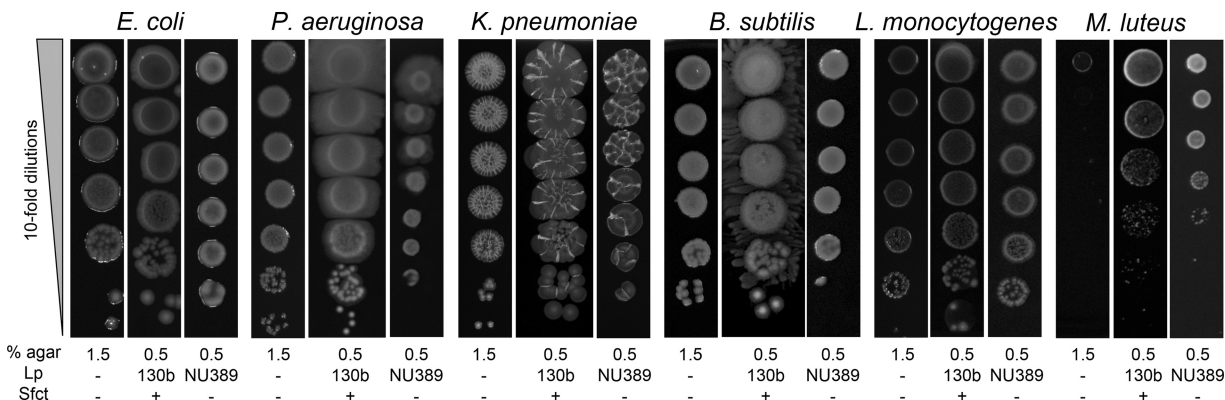 E. coli P. aeruginosa K. pneumoniae B. subtilis L. monocytogenes M. luteus
10-fold dilutions
% agar 1.5 0.5 0.5 1.5 0.5 0.5 1.5 0.5 0.5 1.5 0.5 0.5 1.5 0.5 0.5 1.5 0.5 0.5
Lp - 130b NU389 - 130b NU389 - 130b NU389 - 130b NU389 - 130b NU389 - 130b NU389
Sfct - + - - + - - + - - + - - + - - + -